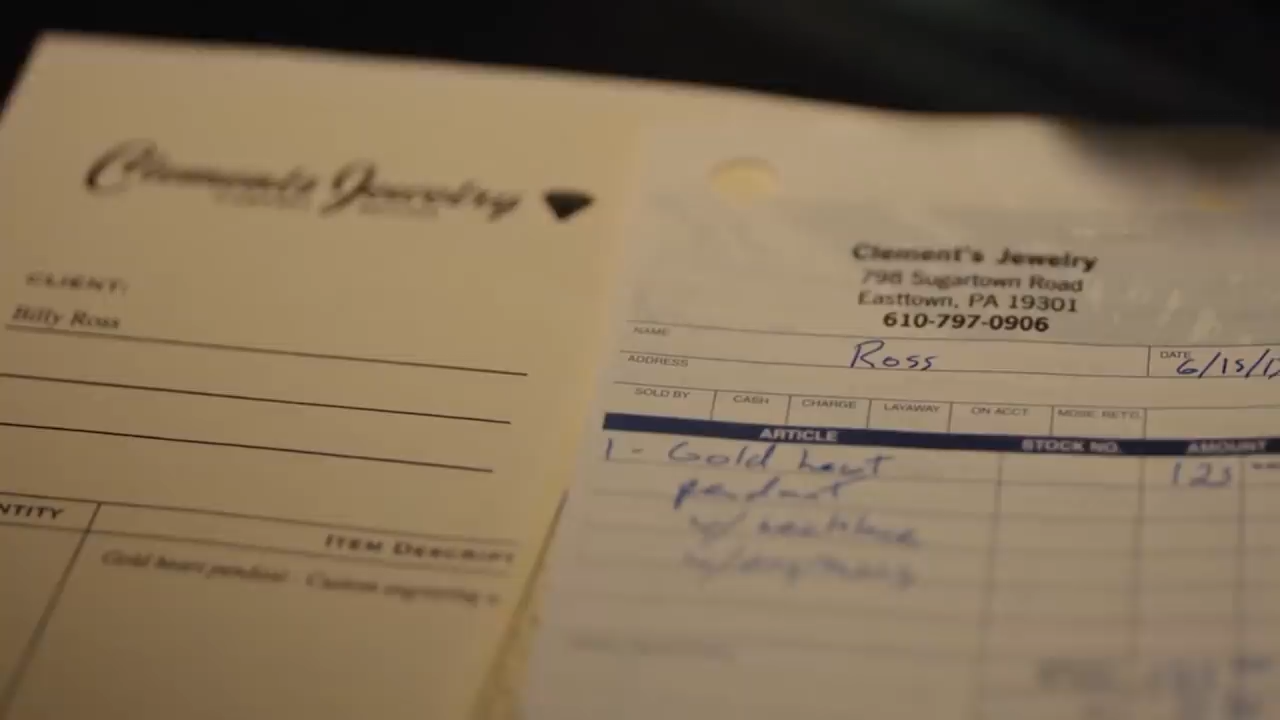 Clements Jewelry
CLIENT:
Billy Ross
NTITY
ITEM DESCRIPT
Gold heart pendant - Custom engraving
Clement's Jewelry
798 Sugartown Road
Easttown, PA 19301
610-797-0906
NAME
Ross
DATE
6/15/1
ADDRESS
SOLD BY
CASH
CHARGE
LAYAWAY
ON ACCT.
MDSE. RET'D.
ARTICLE
STOCK NO.
AMOUNT
1 - Gold heart
125
pendant
w/ necklace